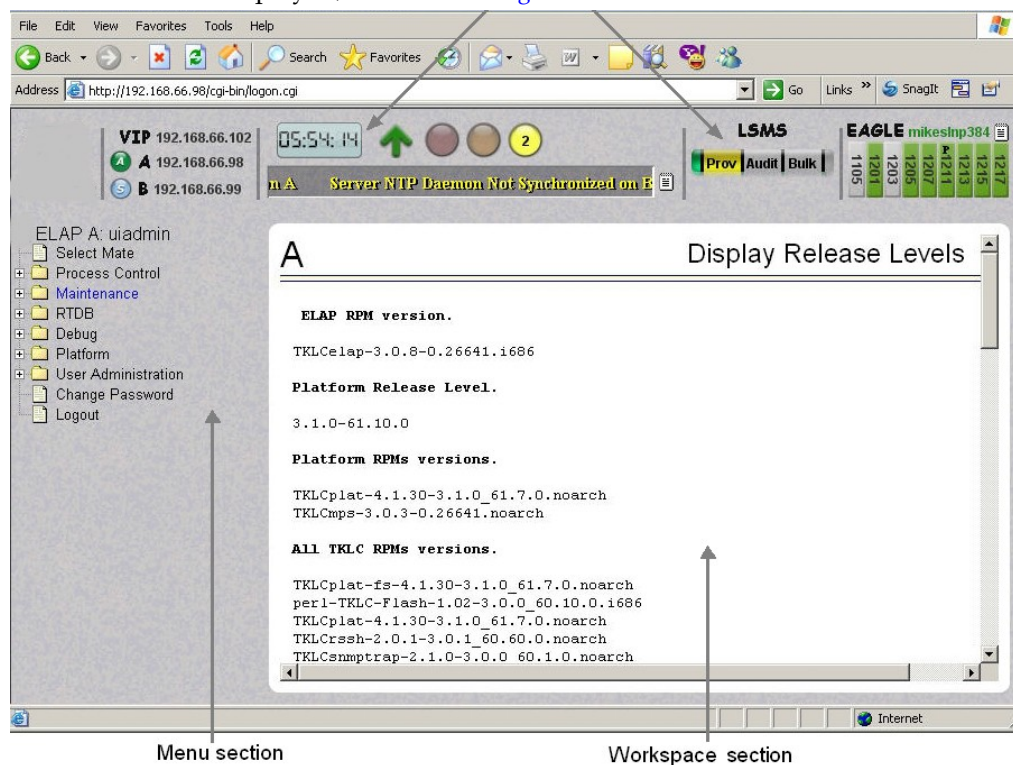 File Edit View Favorites Tools Help
Back Search Favorites
Address http://192.168.66.98/cgi-bin/logon.cgi Go Links » SnagIt
VIP 192.168.66.102
A A 192.168.66.98
S B 192.168.66.99
05:54:14
2
n A Server NTP Daemon Not Synchronized on B
LSMS
Prov Audit Bulk
EAGLE mikeslnp384
P
1105 1201 1203 1205 1207 1211 1213 1215 1217
ELAP A: uiadmin
Select Mate
Process Control
Maintenance
RTDB
Debug
Platform
User Administration
Change Password
Logout
A Display Release Levels
ELAP RPM version.
TKLCelap-3.0.8-0.26641.i686
Platform Release Level.
3.1.0-61.10.0
Platform RPMs versions.
TKLCplat-4.1.30-3.1.0_61.7.0.noarch
TKLCmps-3.0.3-0.26641.noarch
All TKLC RPMs versions.
TKLCplat-fs-4.1.30-3.1.0_61.7.0.noarch
perl-TKLC-Flash-1.02-3.0.0_60.10.0.i686
TKLCplat-4.1.30-3.1.0_61.7.0.noarch
TKLCrssh-2.0.1-3.0.1_60.60.0.noarch
TKLCsnmptrap-2.1.0-3.0.0_60.1.0.noarch
Internet
Menu section
Workspace section